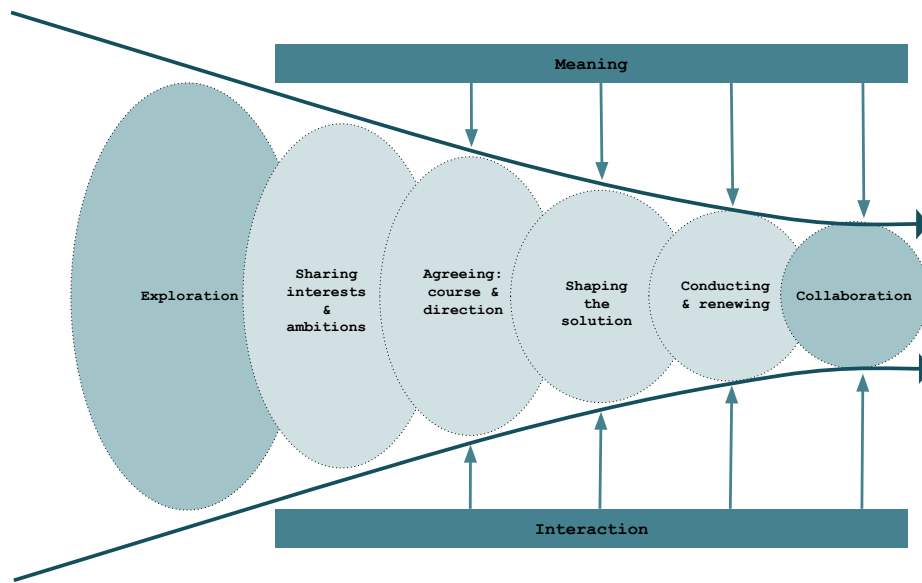 Meaning
Exploration
Sharing
interests
&
ambitions
Agreeing:
course &
direction
Shaping
the
solution
Conducting
& renewing
Collaboration
Interaction